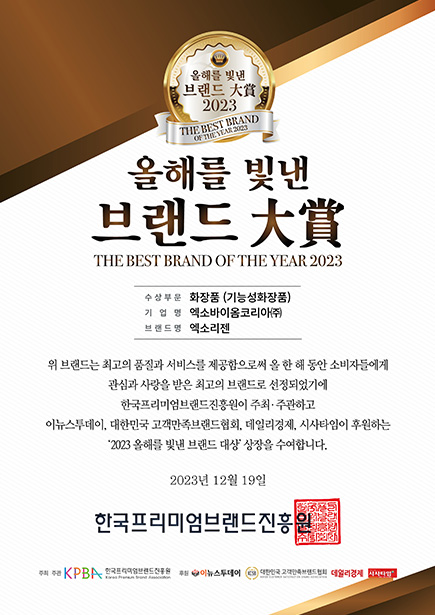 올해를 빛낸
브랜드 大賞
2023
THE BEST BRAND
OF THE YEAR 2023
올해를 빛낸
브랜드 大賞
THE BEST BRAND OF THE YEAR 2023
수상부문 화장품 (기능성화장품)
기업명 엑소바이옴코리아㈜
브랜드명 엑소리젠
위 브랜드는 최고의 품질과 서비스를 제공함으로써 올 한 해 동안 소비자들에게
관심과 사랑을 받은 최고의 브랜드로 선정되었기에
한국프리미엄브랜드진흥원이 주최·주관하고
이뉴스투데이, 대한민국 고객만족브랜드협회, 데일리경제, 시사타임이 후원하는
‘2023 올해를 빛낸 브랜드 대상’ 상장을 수여합니다.
2023년 12월 19일
한국프리미엄브랜드진흥원
주최 주관 KPBA 한국프리미엄브랜드진흥원 후원 이뉴스투데이 대한민국 고객만족브랜드협회 데일리경제 시사타임
Korea Premium Brand Association